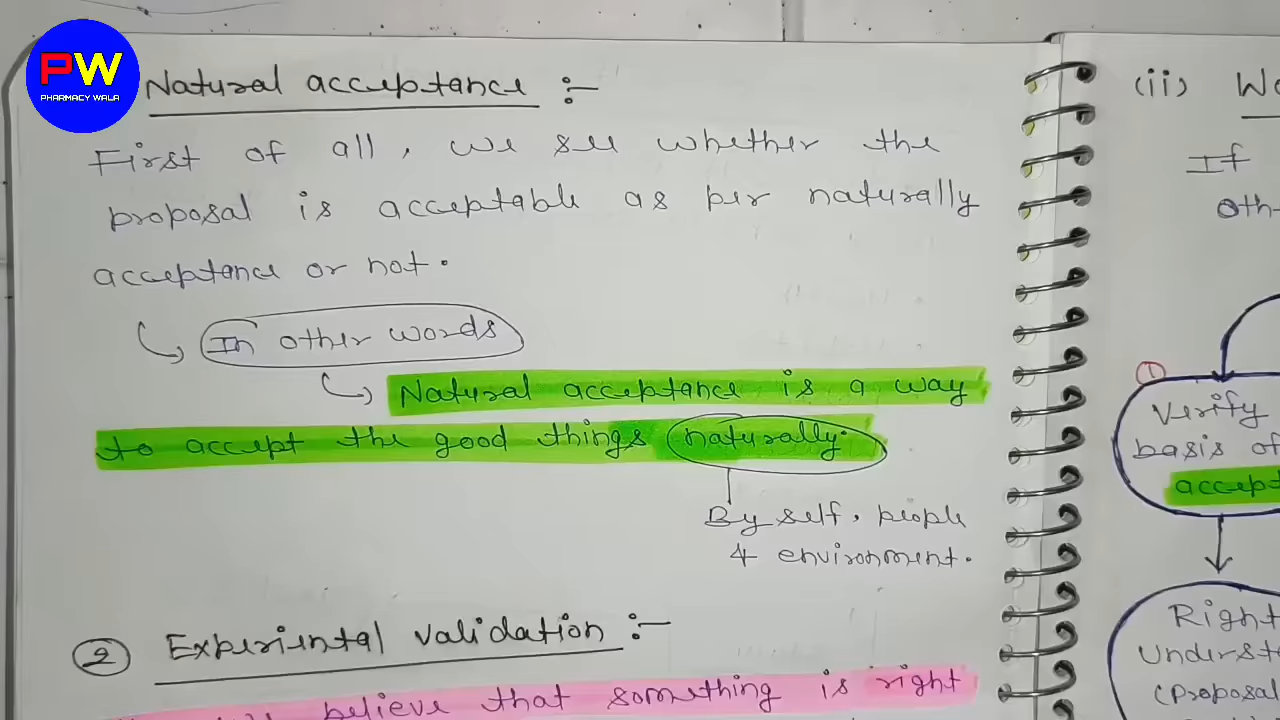 PW
PHARMACY WALA
Natural acceptance :-
First of all, we see whether the
proposal is acceptable as per naturally
acceptance or not.
In other words
Natural acceptance is a way
to accept the good things naturally.
By self, people
& environment.
2 Experiental validation :-
believe that something is right
(ii) Wo
If
oth-
1
Verify
basis of
accept
Right
Underst
(Proposal